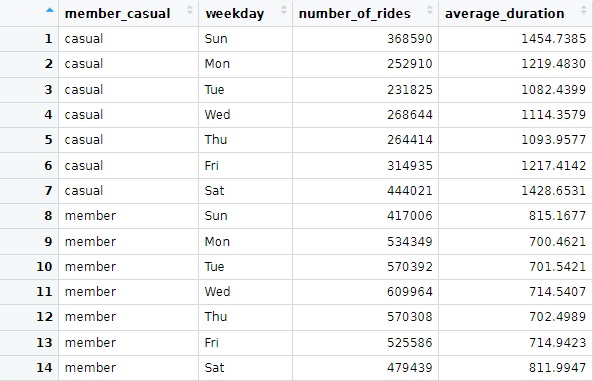 member_casual weekday number_of_rides average_duration
1 casual Sun 368590 1454.7385
2 casual Mon 252910 1219.4830
3 casual Tue 231825 1082.4399
4 casual Wed 268644 1114.3579
5 casual Thu 264414 1093.9577
6 casual Fri 314935 1217.4142
7 casual Sat 444021 1428.6531
8 member Sun 417006 815.1677
9 member Mon 534349 700.4621
10 member Tue 570392 701.5421
11 member Wed 609964 714.5407
12 member Thu 570308 702.4989
13 member Fri 525586 714.9423
14 member Sat 479439 811.9947